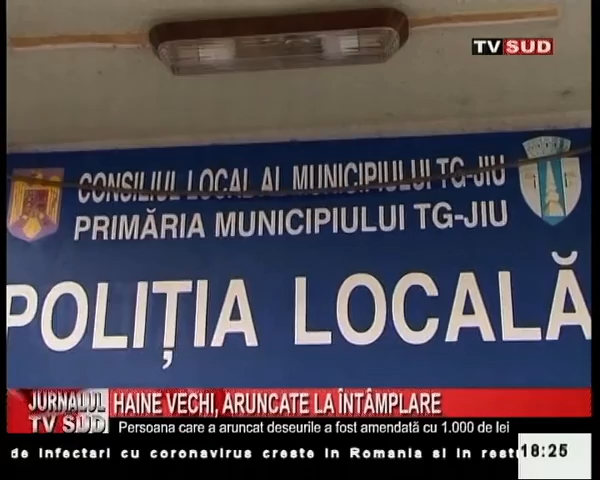 TV SUD
CONSILIUL LOCAL AL MUNICIPIULUI TG-JIU
PRIMĂRIA MUNICIPIULUI TG-JIU
POLIȚIA LOCALĂ
JURNALUL
TV SUD
HAINE VECHI, ARUNCATE LA ÎNTÂMPLARE
Persoana care a aruncat deseurile a fost amendată cu 1.000 de lei
de infectari cu coronavirus creste in Romania si in
18:25